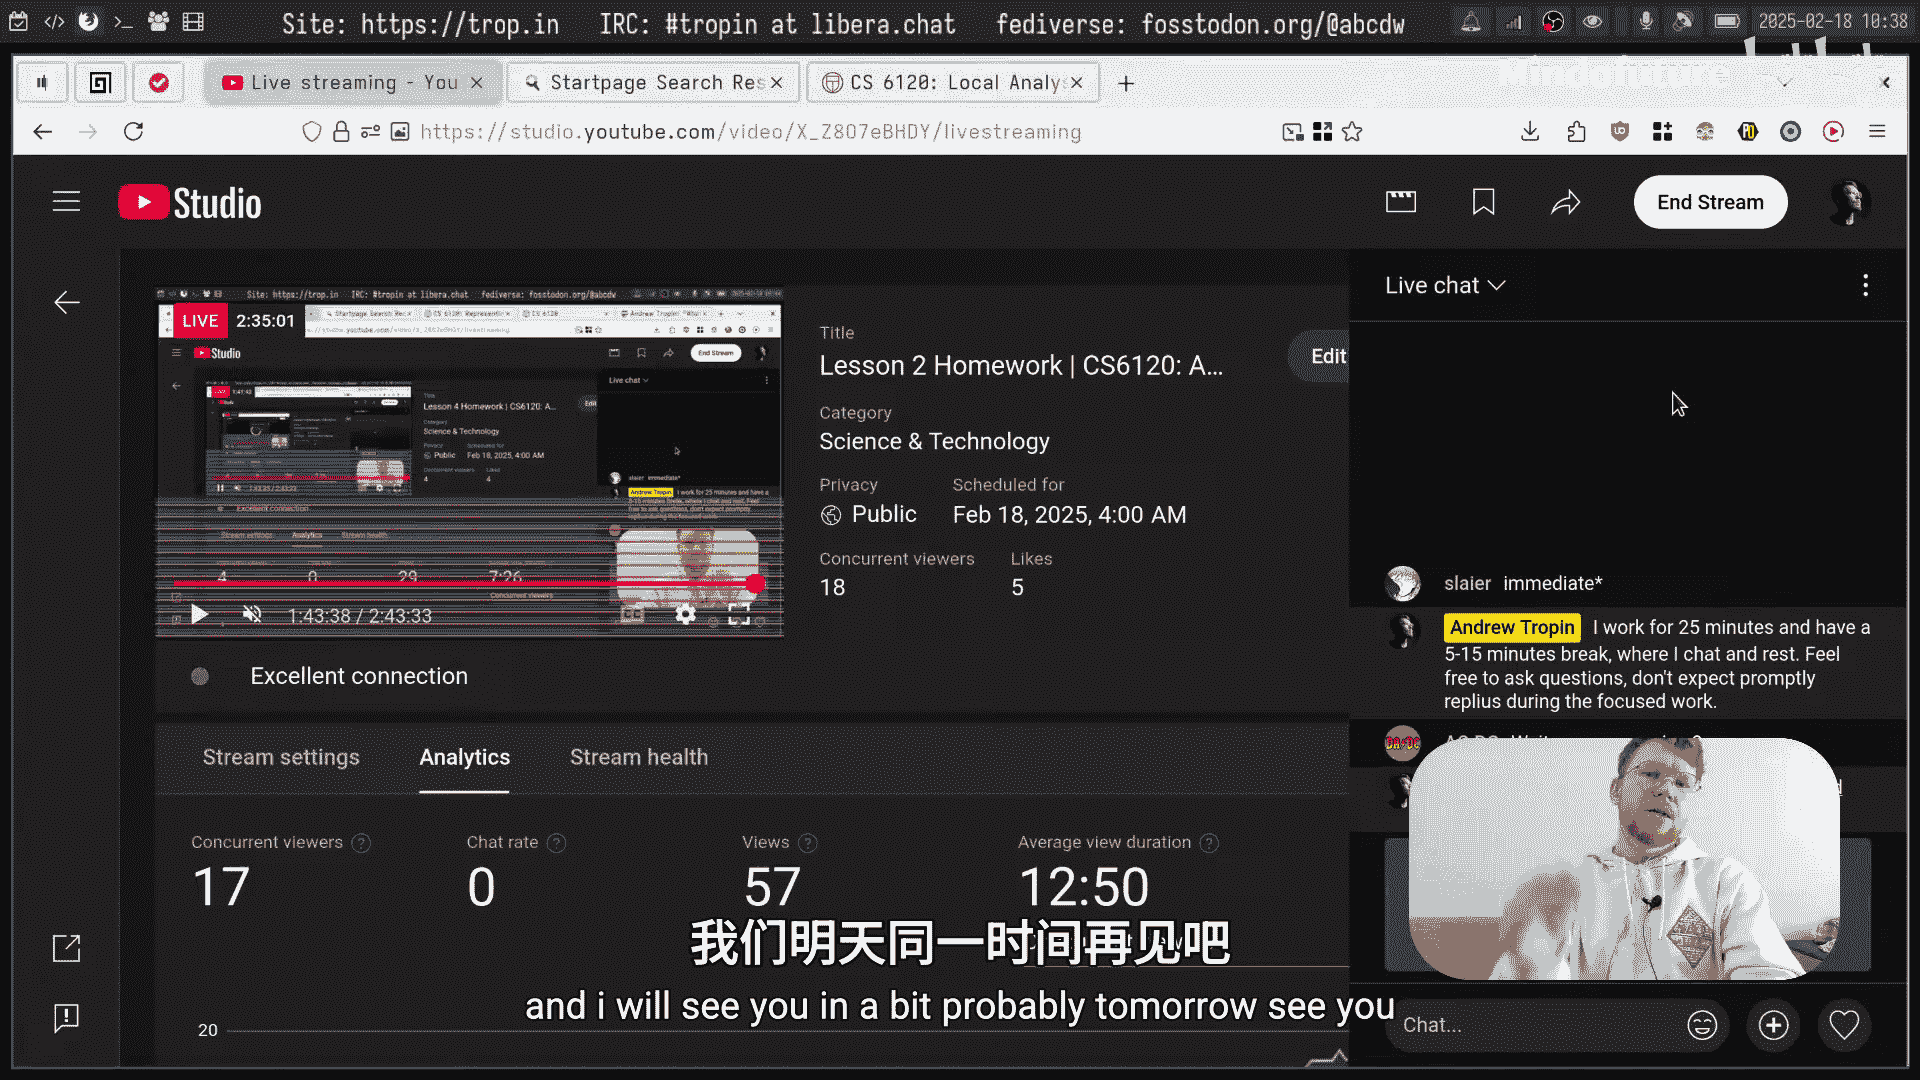 Site: https://trop.in IRC: #tropin at libera.chat fediverse: fosstodon.org/@abcdw
2025-02-18 10:38
Live streaming - You
Startpage Search Res
CS 6120: Local Analy
https://studio.youtube.com/video/X_Z8O7eBHDY/livestreaming
Studio
End Stream
LIVE 2:35:01
1:43:38 / 2:43:33
Excellent connection
Title
Lesson 2 Homework | CS6120: A...
Edit
Category
Science & Technology
Privacy
Public
Scheduled for
Feb 18, 2025, 4:00 AM
Concurrent viewers
18
Likes
5
Live chat
slaier immediate*
Andrew Tropin I work for 25 minutes and have a
5-15 minutes break, where I chat and rest. Feel
free to ask questions, don't expect promptly
replius during the focused work.
Stream settings
Analytics
Stream health
Concurrent viewers
17
Chat rate
0
Views
57
Average view duration
12:50
20
我们明天同一时间再见吧
and i will see you in a bit probably tomorrow see you
Chat...